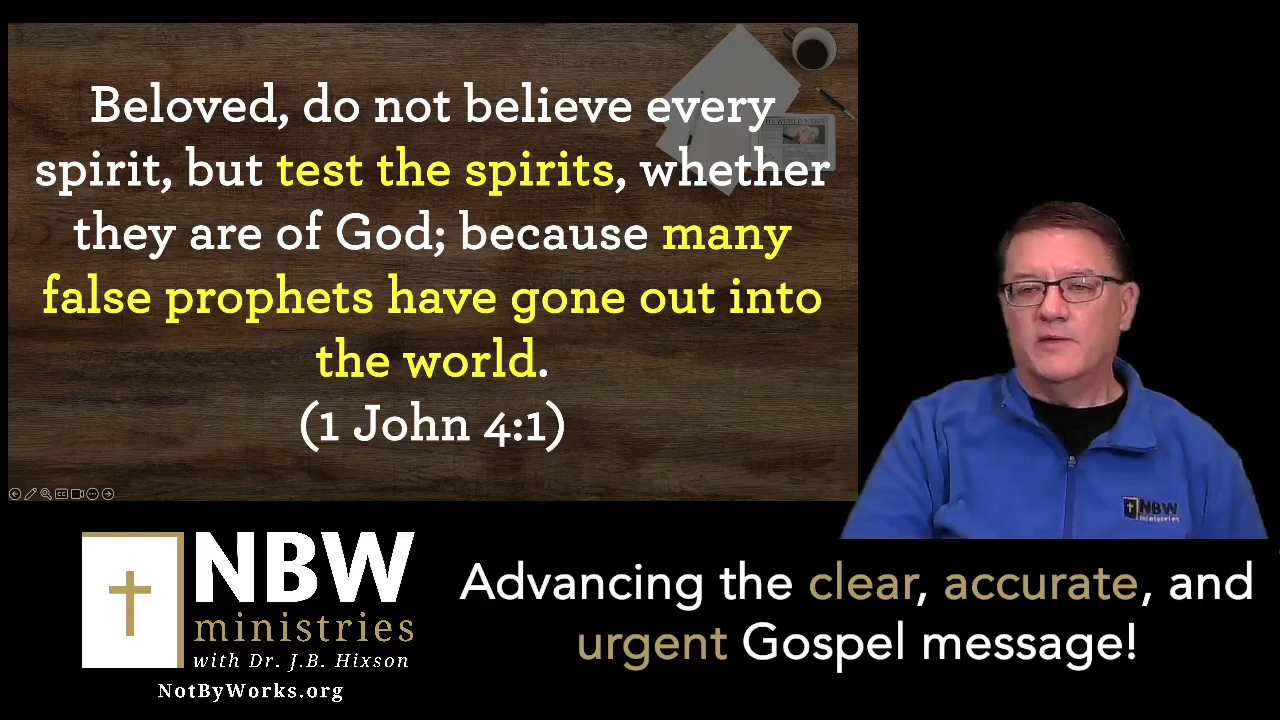 Beloved, do not believe every
spirit, but test the spirits, whether
they are of God; because many
false prophets have gone out into
the world.
(1 John 4:1)
NBW
ministries
NBW
ministries
with Dr. J.B. Hixson
NotByWorks.org
Advancing the clear, accurate, and
urgent Gospel message!